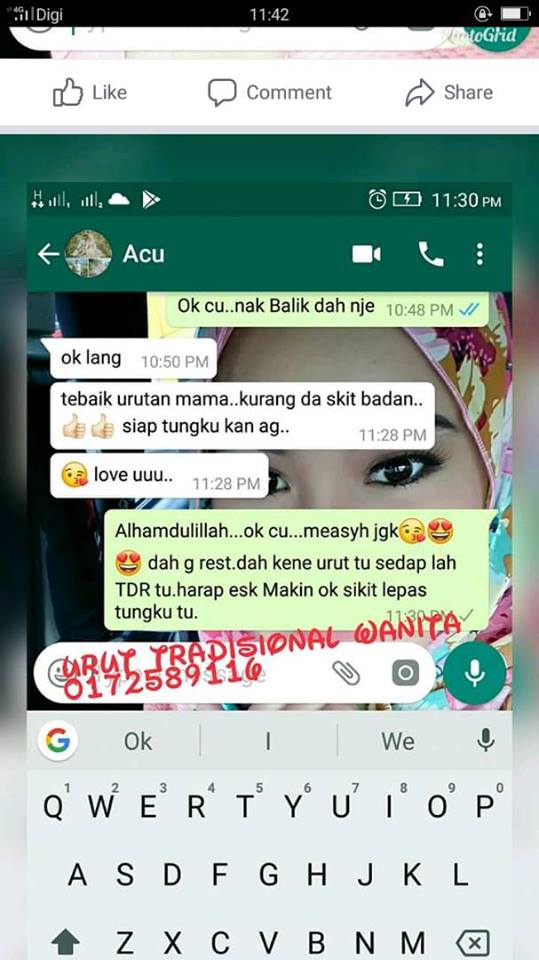 4G Digi 11:42
PhotoGrid
Like Comment Share
H 11:30 PM
Acu
Ok cu..nak Balik dah nje 10:48 PM
ok lang 10:50 PM
tebaik urutan mama..kurang da skit badan..
👍🏻👍🏻 siap tungku kan ag.. 11:28 PM
😘 love uuu.. 11:28 PM
Alhamdulillah...ok cu...measyh jgk😘😍
😍 dah g rest.dah kene urut tu sedap lah
TDR tu.harap esk Makin ok sikit lepas
tungku tu. 11:30 PM
URUT TRADISIONAL WANITA
0172589116
G Ok I We
1 2 3 4 5 6 7 8 9 0
Q W E R T Y U I O P
A S D F G H J K L
Z X C V B N M